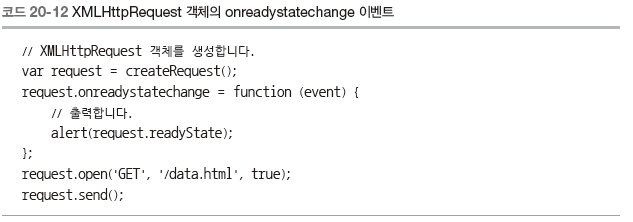 코드 20-12 XMLHttpRequest 객체의 onreadystatechange 이벤트
// XMLHttpRequest 객체를 생성합니다.
var request = createRequest();
request.onreadystatechange = function (event) {
    // 출력합니다.
    alert(request.readyState);
};
request.open('GET', '/data.html', true);
request.send();